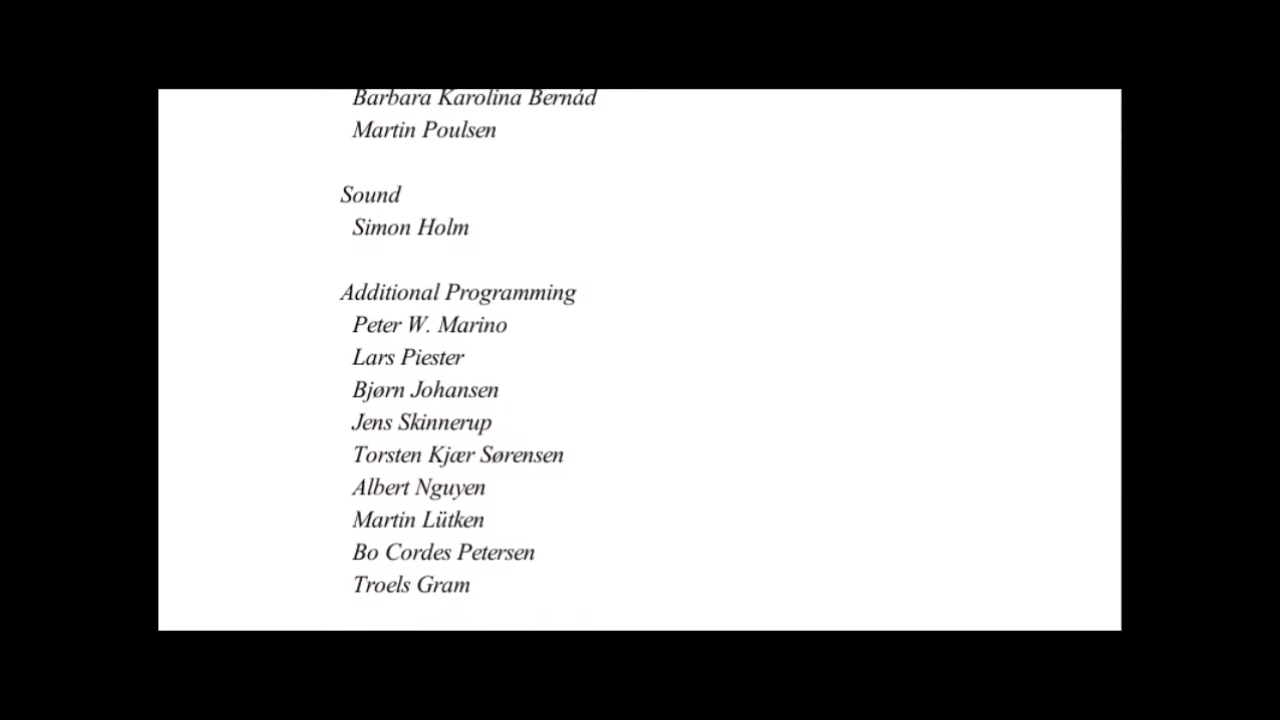 Barbara Karolina Bernád
Martin Poulsen
Sound
Simon Holm
Additional Programming
Peter W. Marino
Lars Piester
Bjørn Johansen
Jens Skinnerup
Torsten Kjær Sørensen
Albert Nguyen
Martin Lütken
Bo Cordes Petersen
Troels Gram